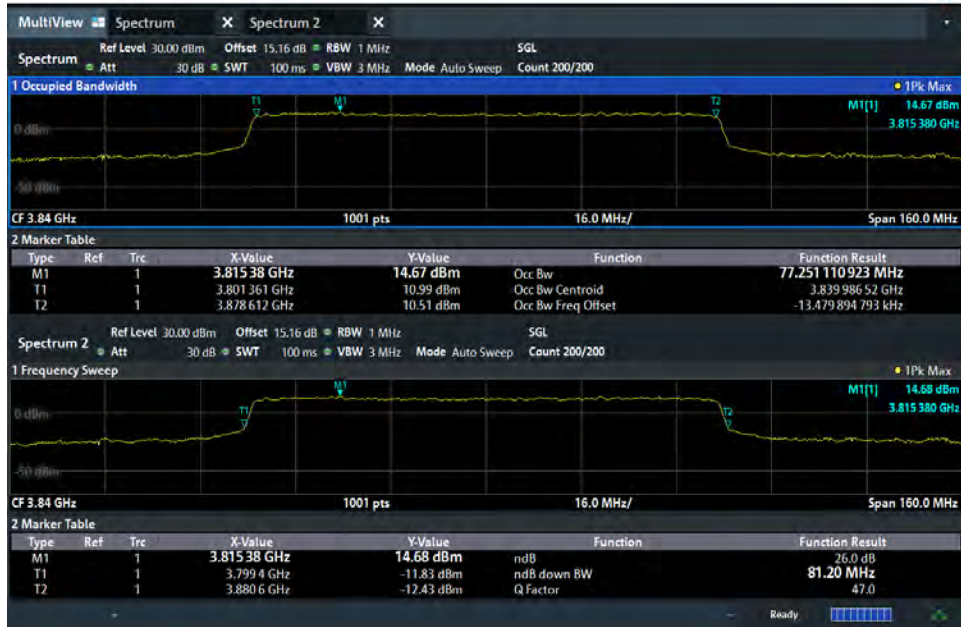 MultiView Spectrum X Spectrum 2 X
Ref Level 30.00 dBm Offset 15.16 dB RBW 1 MHz SGL
Spectrum Att 30 dB SWT 100 ms VBW 3 MHz Mode Auto Sweep Count 200/200
1 Occupied Bandwidth 1Pk Max
T1 M1 T2 M1[1] 14.67 dBm
3.815 380 GHz
0 dBm
-50 dBm
CF 3.84 GHz 1001 pts 16.0 MHz/ Span 160.0 MHz
2 Marker Table
Type Ref Trc X-Value Y-Value Function Function Result
M1 1 3.815 38 GHz 14.67 dBm Occ Bw 77.251 110 923 MHz
T1 1 3.801 361 GHz 10.99 dBm Occ Bw Centroid 3.839 986 52 GHz
T2 1 3.878 612 GHz 10.51 dBm Occ Bw Freq Offset -13.479 894 793 kHz
Ref Level 30.00 dBm Offset 15.16 dB RBW 1 MHz SGL
Spectrum 2 Att 30 dB SWT 100 ms VBW 3 MHz Mode Auto Sweep Count 200/200
1 Frequency Sweep 1Pk Max
M1 M1[1] 14.68 dBm
3.815 380 GHz
0 dBm T1 T2
-50 dBm
CF 3.84 GHz 1001 pts 16.0 MHz/ Span 160.0 MHz
2 Marker Table
Type Ref Trc X-Value Y-Value Function Function Result
M1 1 3.815 38 GHz 14.68 dBm ndB 26.0 dB
T1 1 3.799 4 GHz -11.83 dBm ndB down BW 81.20 MHz
T2 1 3.880 6 GHz -12.43 dBm Q Factor 47.0
Ready